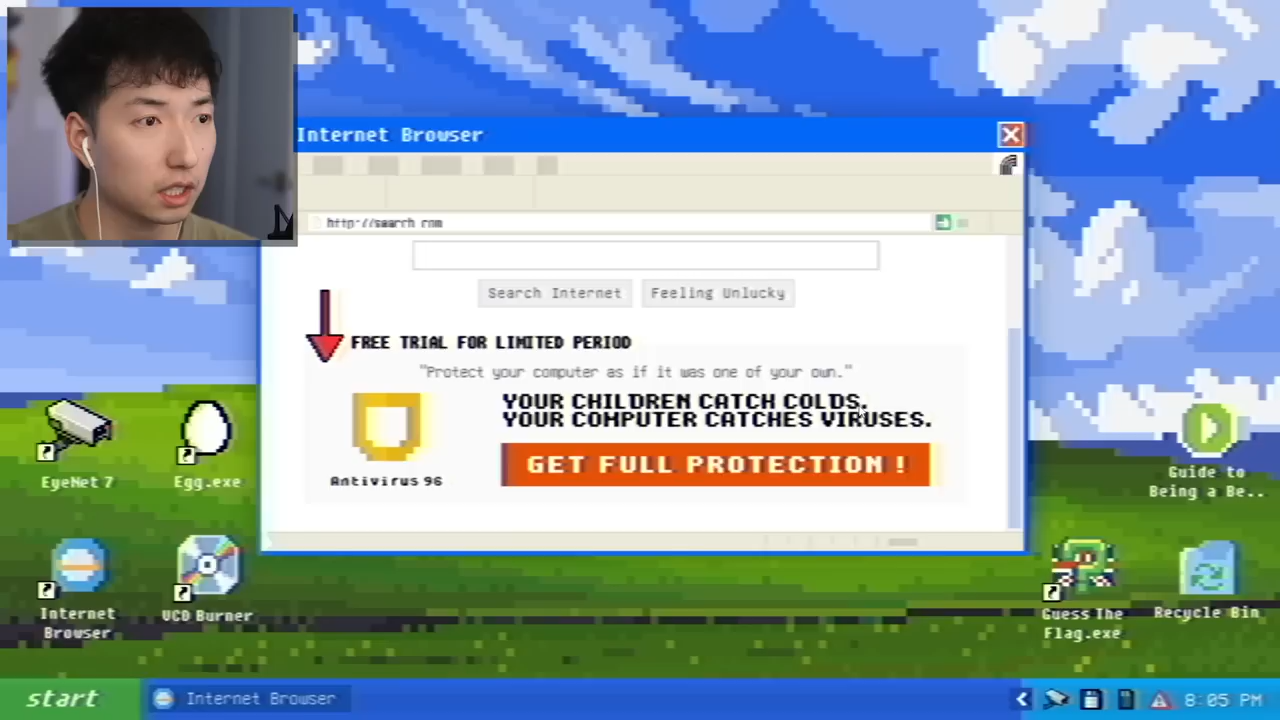 Internet Browser
http://search.com
Search Internet
Feeling Unlucky
FREE TRIAL FOR LIMITED PERIOD
"Protect your computer as if it was one of your own."
YOUR CHILDREN CATCH COLDS.
YOUR COMPUTER CATCHES VIRUSES.
GET FULL PROTECTION !
Antivirus 96
EyeNet 7
Egg.exe
Guide to
Being a Be..
Internet
Browser
VCD Burner
Guess The
Flag.exe
Recycle Bin
start
Internet Browser
8:05 PM